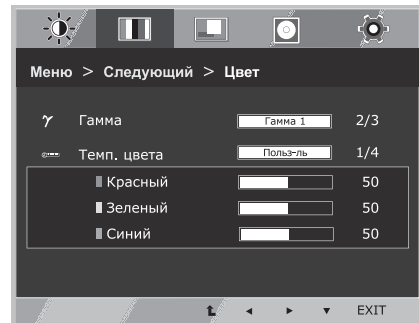 Меню > Следующий > Цвет
γ Гамма Гамма 1 2/3
Темп. цвета Польз-ль 1/4
Красный 50
Зеленый 50
Синий 50
EXIT